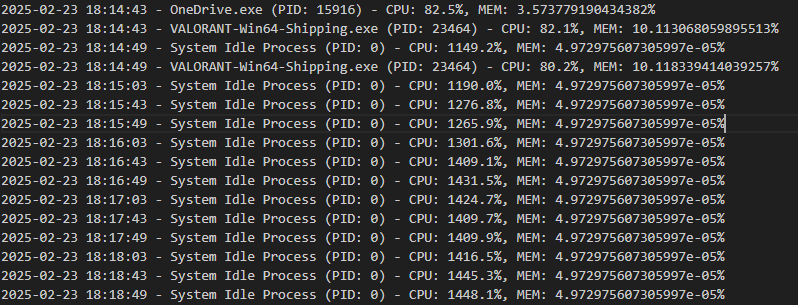 2025-02-23 18:14:43 - OneDrive.exe (PID: 15916) - CPU: 82.5%, MEM: 3.573779190434382%
2025-02-23 18:14:43 - VALORANT-Win64-Shipping.exe (PID: 23464) - CPU: 82.1%, MEM: 10.113068059895513%
2025-02-23 18:14:49 - System Idle Process (PID: 0) - CPU: 1149.2%, MEM: 4.972975607305997e-05%
2025-02-23 18:14:49 - VALORANT-Win64-Shipping.exe (PID: 23464) - CPU: 80.2%, MEM: 10.118339414039257%
2025-02-23 18:15:03 - System Idle Process (PID: 0) - CPU: 1190.0%, MEM: 4.972975607305997e-05%
2025-02-23 18:15:43 - System Idle Process (PID: 0) - CPU: 1276.8%, MEM: 4.972975607305997e-05%
2025-02-23 18:15:49 - System Idle Process (PID: 0) - CPU: 1265.9%, MEM: 4.972975607305997e-05%
2025-02-23 18:16:03 - System Idle Process (PID: 0) - CPU: 1301.6%, MEM: 4.972975607305997e-05%
2025-02-23 18:16:43 - System Idle Process (PID: 0) - CPU: 1409.1%, MEM: 4.972975607305997e-05%
2025-02-23 18:16:49 - System Idle Process (PID: 0) - CPU: 1431.5%, MEM: 4.972975607305997e-05%
2025-02-23 18:17:03 - System Idle Process (PID: 0) - CPU: 1424.7%, MEM: 4.972975607305997e-05%
2025-02-23 18:17:43 - System Idle Process (PID: 0) - CPU: 1409.7%, MEM: 4.972975607305997e-05%
2025-02-23 18:17:49 - System Idle Process (PID: 0) - CPU: 1409.9%, MEM: 4.972975607305997e-05%
2025-02-23 18:18:03 - System Idle Process (PID: 0) - CPU: 1416.5%, MEM: 4.972975607305997e-05%
2025-02-23 18:18:43 - System Idle Process (PID: 0) - CPU: 1445.3%, MEM: 4.972975607305997e-05%
2025-02-23 18:18:49 - System Idle Process (PID: 0) - CPU: 1448.1%, MEM: 4.972975607305997e-05%